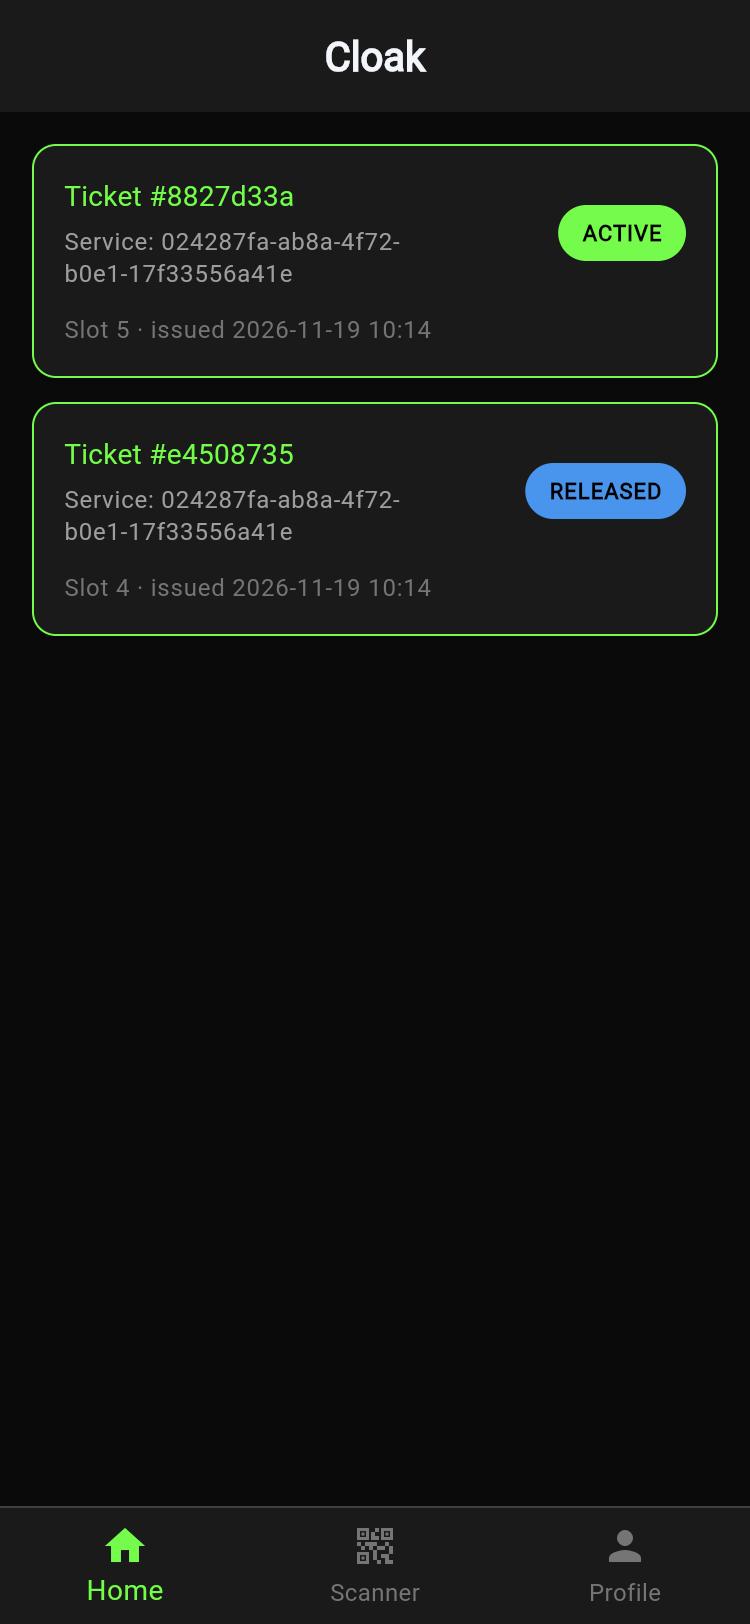 Cloak
Ticket #8827d33a
ACTIVE
Service: 024287fa-ab8a-4f72-
b0e1-17f33556a41e
Slot 5 · issued 2026-11-19 10:14
Ticket #e4508735
RELEASED
Service: 024287fa-ab8a-4f72-
b0e1-17f33556a41e
Slot 4 · issued 2026-11-19 10:14
Home
Scanner
Profile